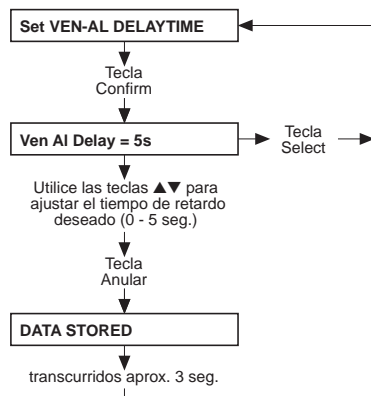 Set VEN-AL DELAYTIME
Tecla
Confirm
Ven Al Delay = 5s
Tecla
Select
Utilice las teclas ▲▼ para
ajustar el tiempo de retardo
deseado (0 - 5 seg.)
Tecla
Anular
DATA STORED
transcurridos aprox. 3 seg.